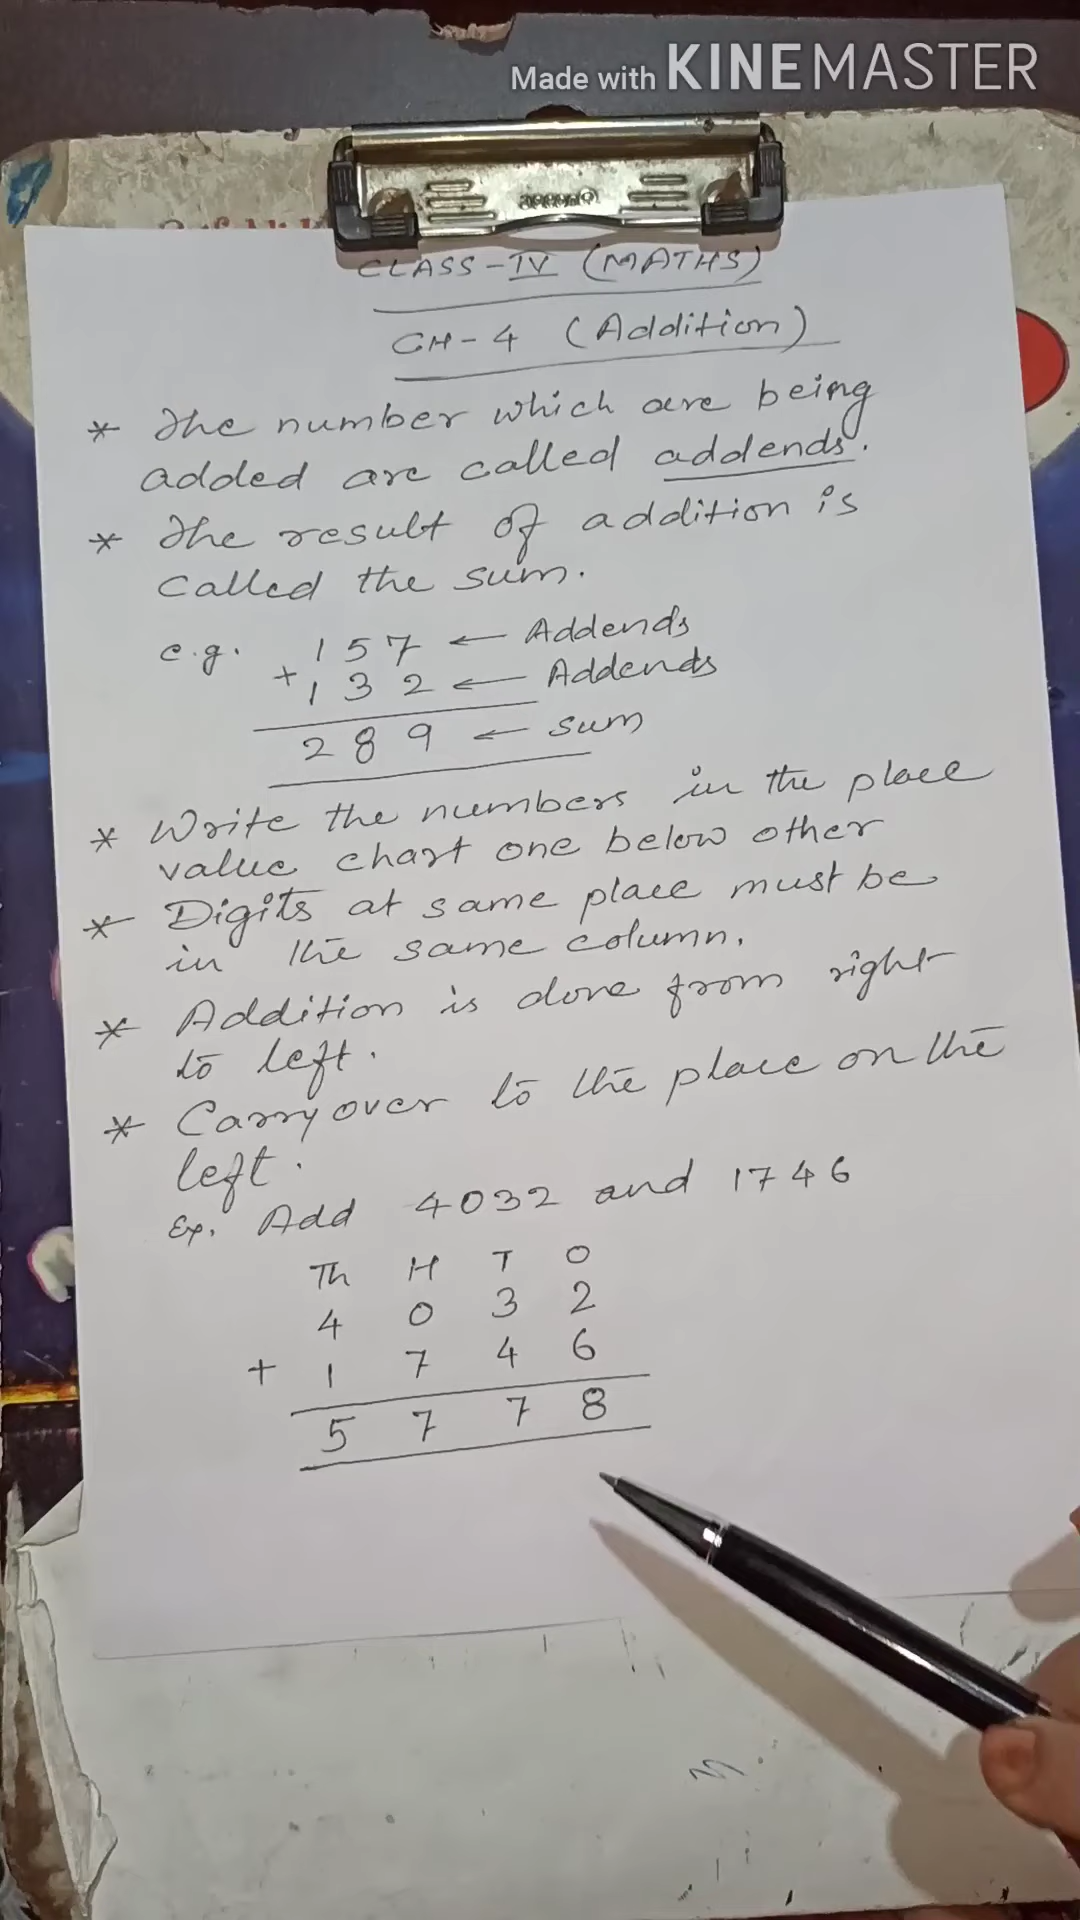 Made with KINEMASTER
CLASS-IV (MATHS)
CH-4 (Addition)
* The number which are being
added are called addends.
* The result of addition is
called the sum.
e.g. 157 ← Addends
+ 132 ← Addends
289 ← sum
* Write the numbers in the place
value chart one below other
* Digits at same place must be
in the same column.
* Addition is done from right
to left.
* Carryover to the place on the
left.
Ex. Add 4032 and 1746
Th H T O
4 0 3 2
+ 1 7 4 6
5 7 7 8